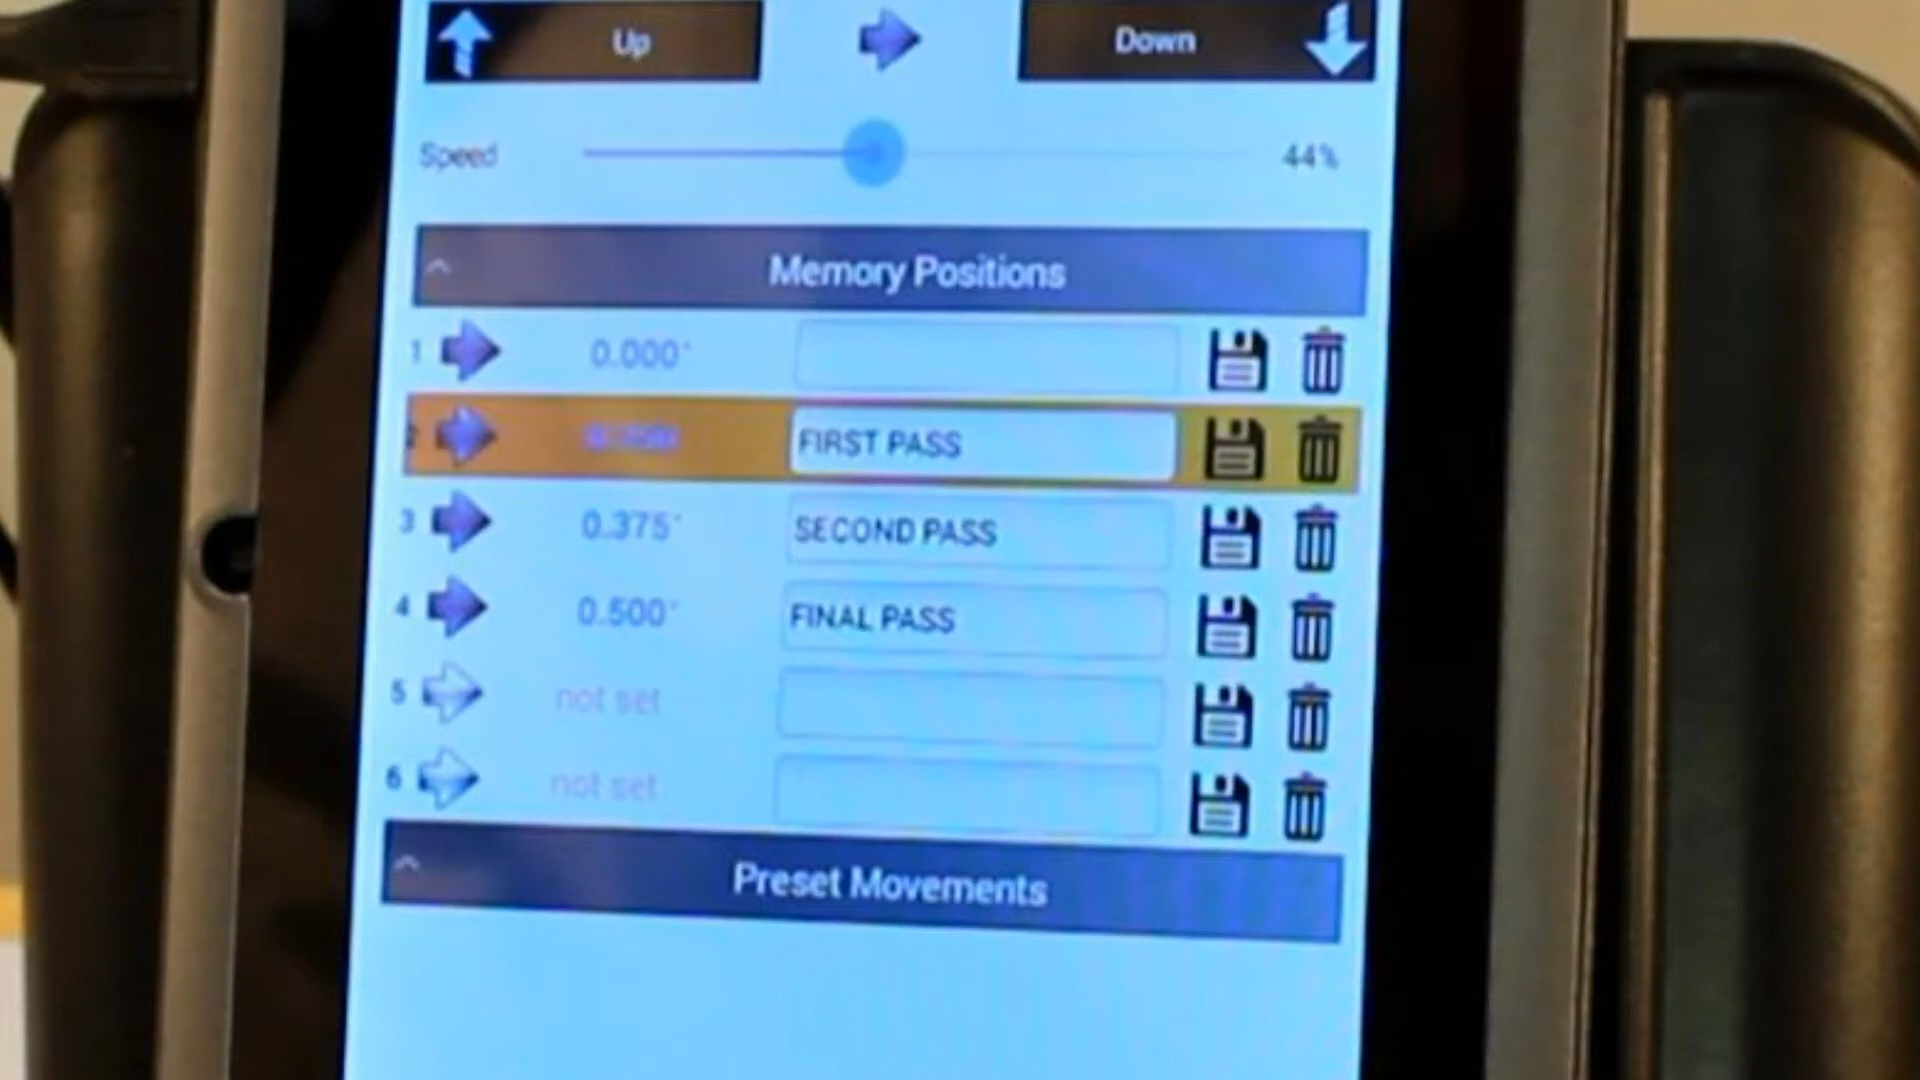 Up
Down
Speed
44%
Memory Positions
1 0.000"
2 FIRST PASS
3 0.375" SECOND PASS
4 0.500" FINAL PASS
5 not set
6 not set
Preset Movements